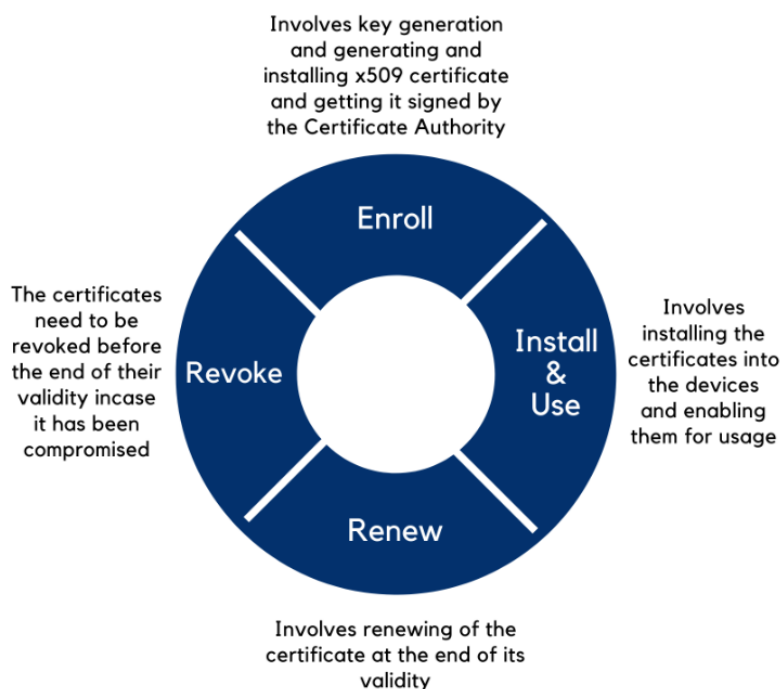 Involves key generation
and generating and
installing x509 certificate
and getting it signed by
the Certificate Authority
Enroll
The certificates
need to be
revoked before
the end of their
validity incase
it has been
compromised
Revoke
Install
&
Use
Involves
installing the
certificates into
the devices
and enabling
them for usage
Renew
Involves renewing of the
certificate at the end of its
validity